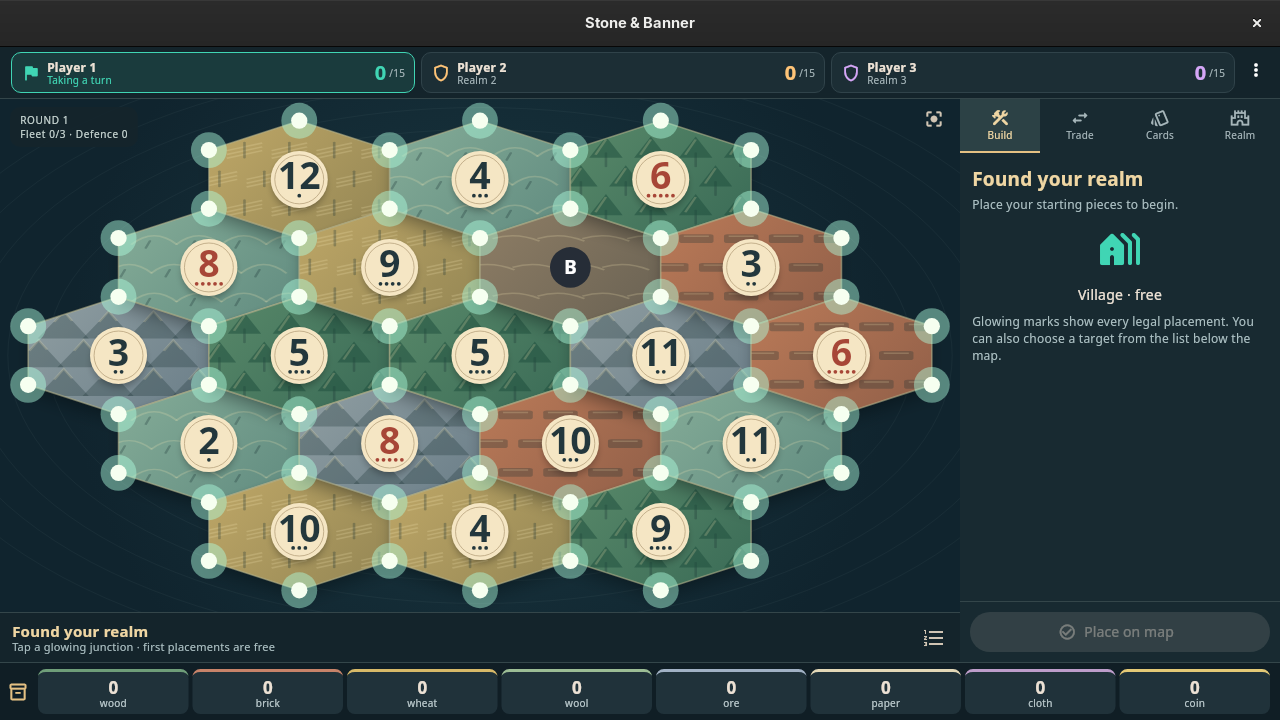 Stone & Banner
Player 1
Taking a turn
0 /15
Player 2
Realm 2
0 /15
Player 3
Realm 3
0 /15
ROUND 1
Fleet 0/3 · Defence 0
12
4
6
8
9
B
3
3
5
5
11
6
2
8
10
11
10
4
9
Build
Trade
Cards
Realm
Found your realm
Place your starting pieces to begin.
Village · free
Glowing marks show every legal placement. You
can also choose a target from the list below the
map.
Place on map
Found your realm
Tap a glowing junction · first placements are free
0
wood
0
brick
0
wheat
0
wool
0
ore
0
paper
0
cloth
0
coin